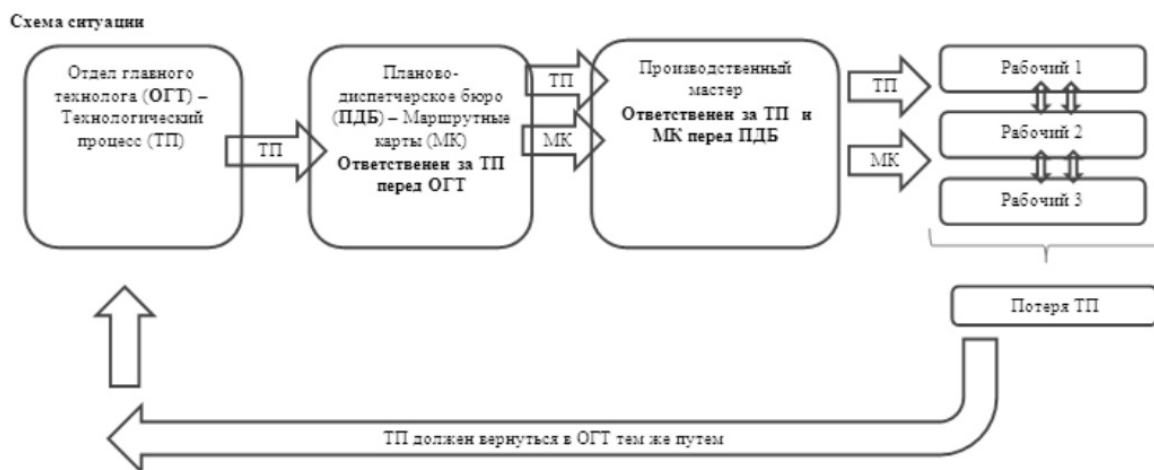 Схема ситуации
Отдел главного
технолога (ОГТ) –
Технологический
процесс (ТП)
ТП
Планово-
диспетчерское бюро
(ПДБ) – Маршрутные
карты (МК)
Ответственен за ТП
перед ОГТ
ТП
МК
Производственный
мастер
Ответственен за ТП и
МК перед ПДБ
ТП
МК
Рабочий 1
Рабочий 2
Рабочий 3
Потеря ТП
ТП должен вернуться в ОГТ тем же путем